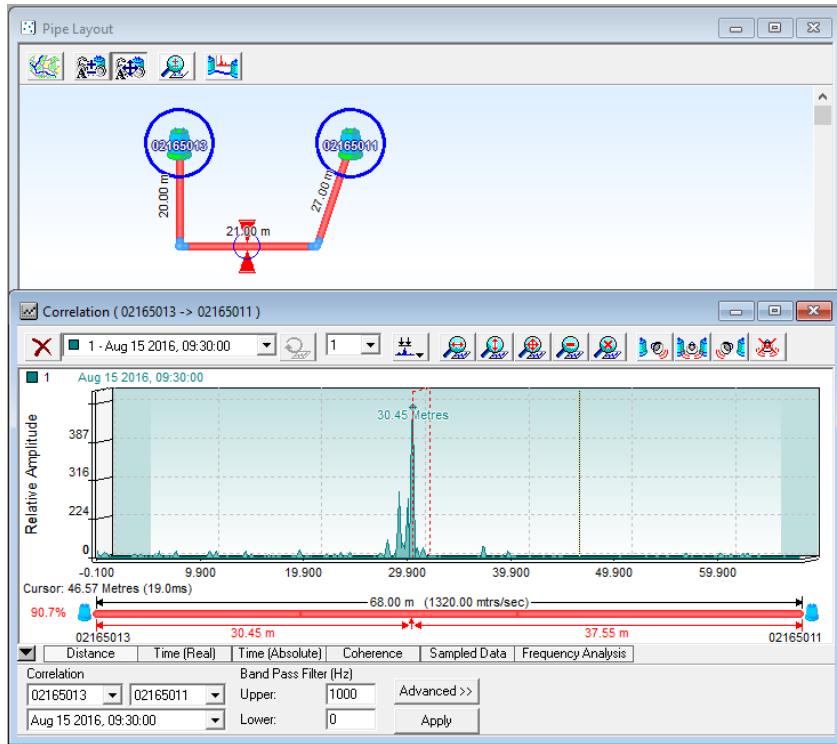 Pipe Layout
02165013
02165011
20.00 m
27.00 m
21.00 m
Correlation ( 02165013 -> 02165011 )
1 - Aug 15 2016, 09:30:00
1
1 Aug 15 2016, 09:30:00
30.45 Metres
Relative Amplitude
387
316
224
0
-0.100 9.900 19.900 29.900 39.900 49.900 59.900
Cursor: 46.57 Metres (19.0ms)
68.00 m (1320.00 mtrs/sec)
90.7%
30.45 m 37.55 m
02165013 02165011
Distance Time (Real) Time (Absolute) Coherence Sampled Data Frequency Analysis
Correlation Band Pass Filter (Hz)
02165013 02165011 Upper: 1000 Advanced >>
Aug 15 2016, 09:30:00 Lower: 0 Apply